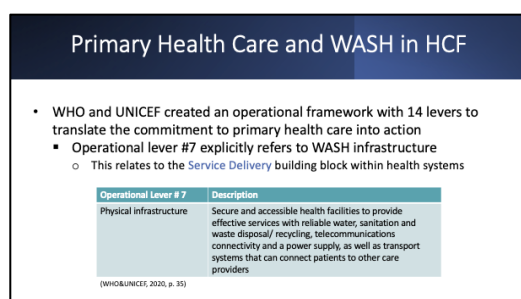 Primary Health Care and WASH in HCF
• WHO and UNICEF created an operational framework with 14 levers to
translate the commitment to primary health care into action
▪ Operational lever #7 explicitly refers to WASH infrastructure
o This relates to the Service Delivery building block within health systems
Operational Lever # 7 Description
Physical infrastructure Secure and accessible health facilities to provide
effective services with reliable water, sanitation and
waste disposal/ recycling, telecommunications
connectivity and a power supply, as well as transport
systems that can connect patients to other care
providers
(WHO&UNICEF, 2020, p. 35)